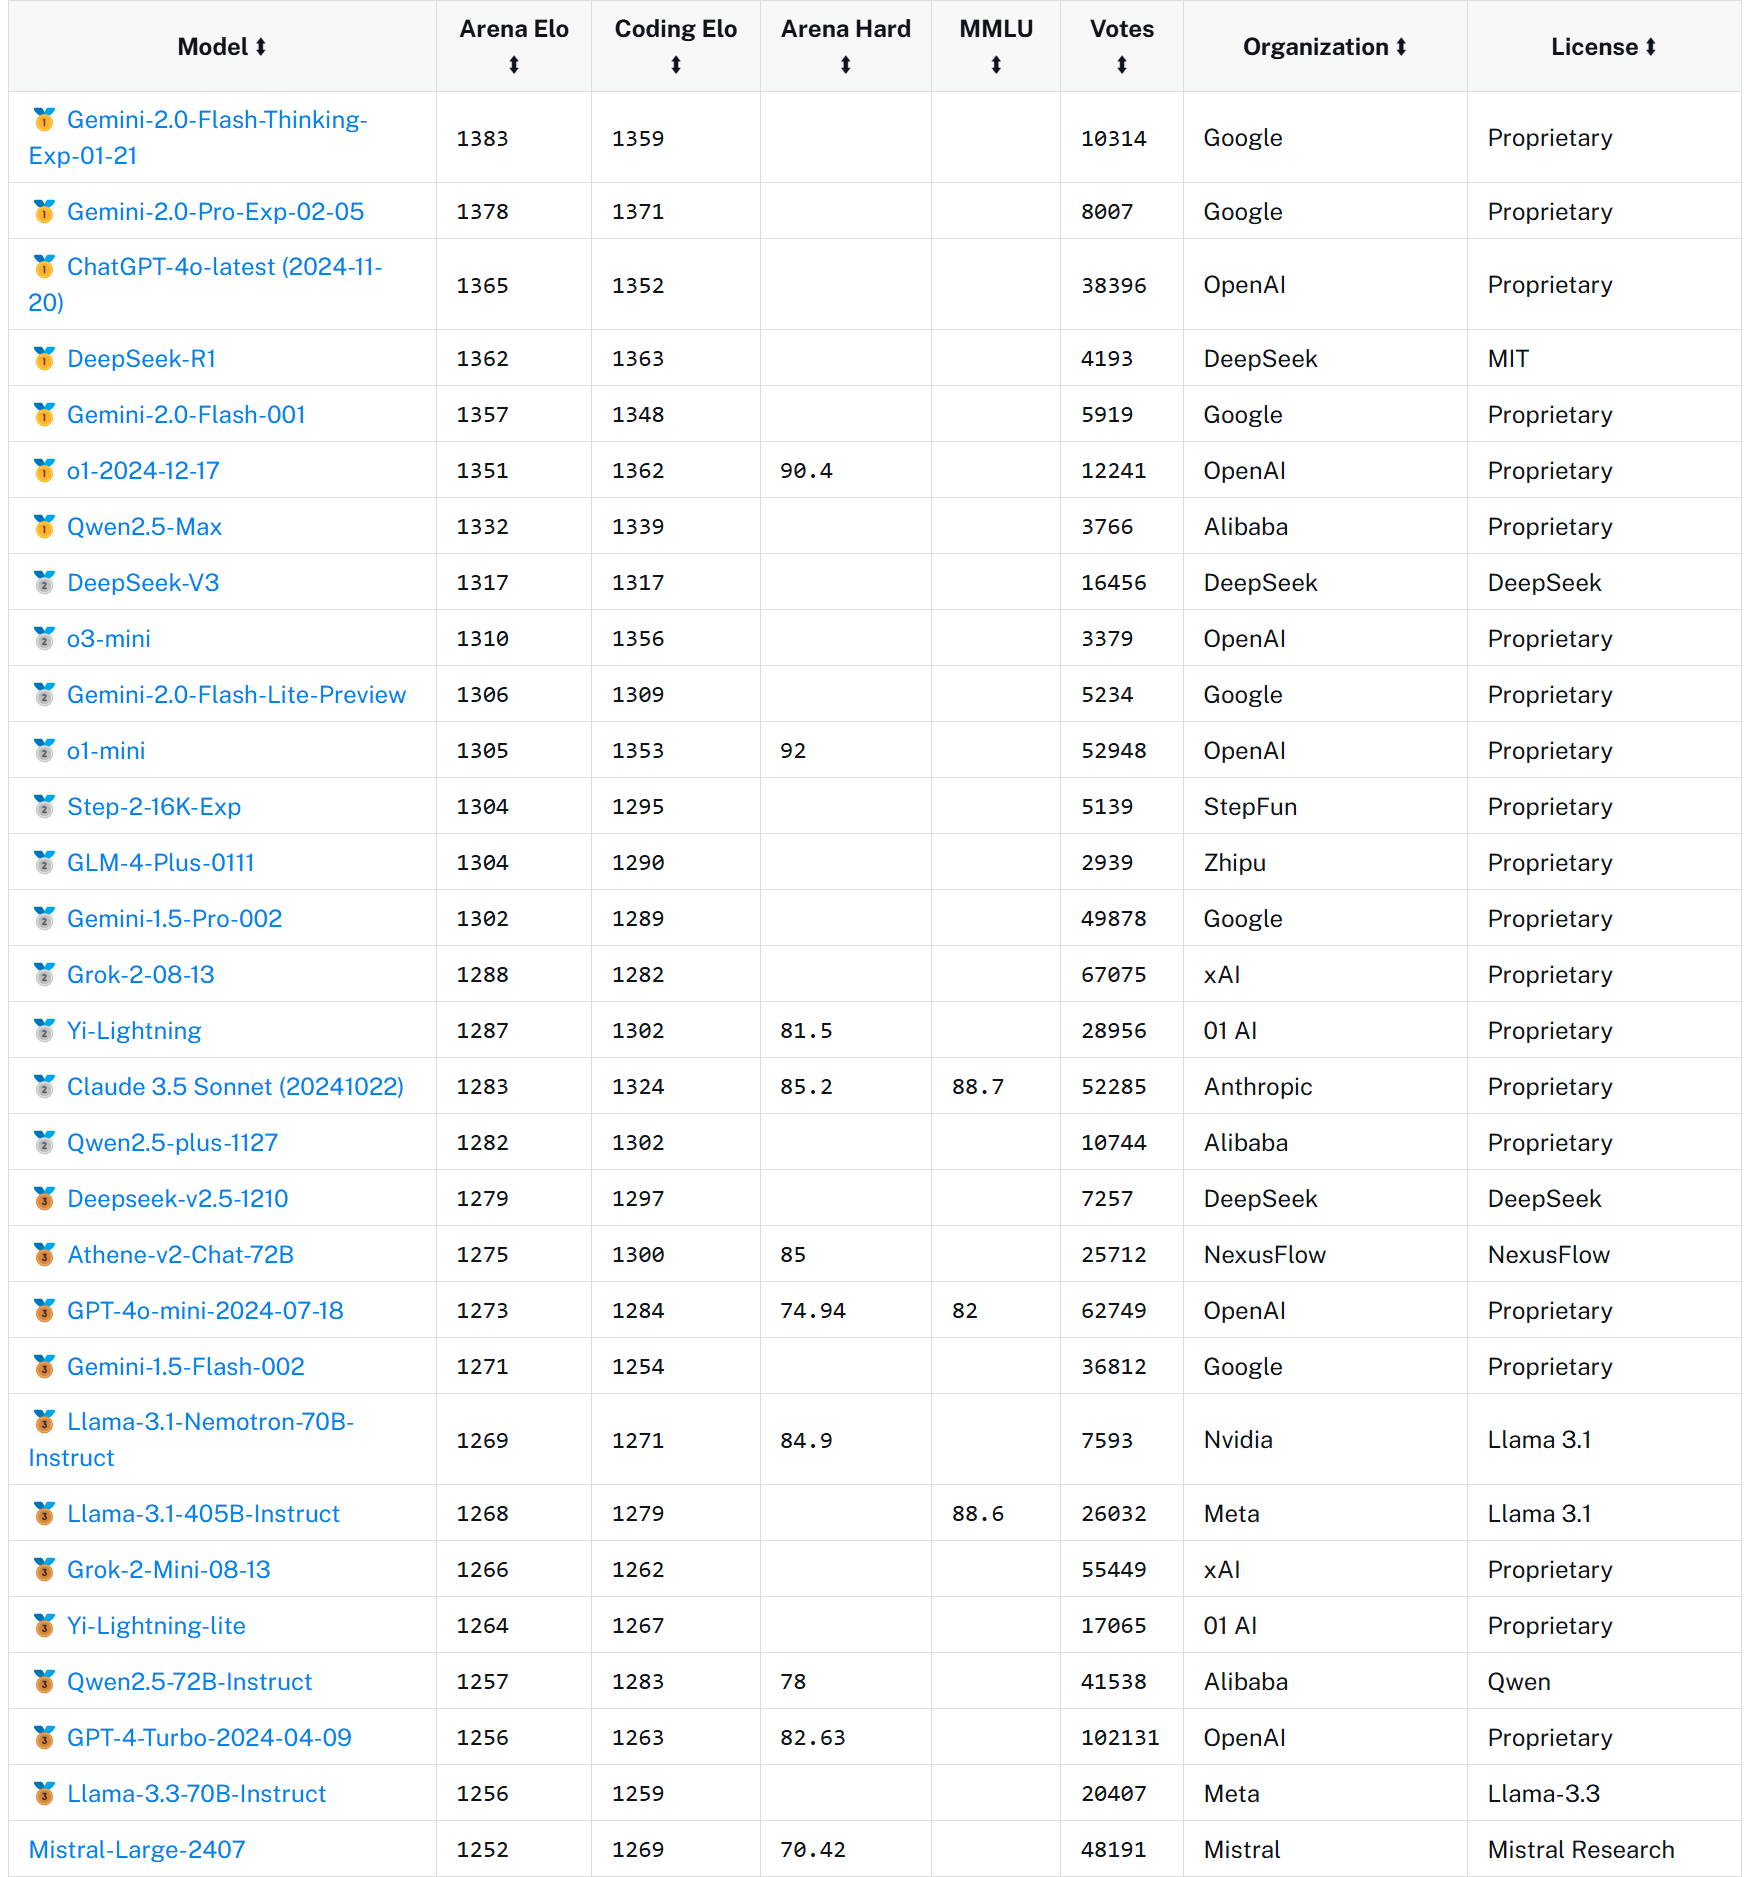 Model ⬍ Arena Elo ⬍ Coding Elo ⬍ Arena Hard ⬍ MMLU ⬍ Votes ⬍ Organization ⬍ License ⬍
🥇 Gemini-2.0-Flash-Thinking-
Exp-01-21 1383 1359 10314 Google Proprietary
🥇 Gemini-2.0-Pro-Exp-02-05 1378 1371 8007 Google Proprietary
🥇 ChatGPT-4o-latest (2024-11-
20) 1365 1352 38396 OpenAI Proprietary
🥇 DeepSeek-R1 1362 1363 4193 DeepSeek MIT
🥇 Gemini-2.0-Flash-001 1357 1348 5919 Google Proprietary
🥇 o1-2024-12-17 1351 1362 90.4 12241 OpenAI Proprietary
🥇 Qwen2.5-Max 1332 1339 3766 Alibaba Proprietary
🥈 DeepSeek-V3 1317 1317 16456 DeepSeek DeepSeek
🥈 o3-mini 1310 1356 3379 OpenAI Proprietary
🥈 Gemini-2.0-Flash-Lite-Preview 1306 1309 5234 Google Proprietary
🥈 o1-mini 1305 1353 92 52948 OpenAI Proprietary
🥈 Step-2-16K-Exp 1304 1295 5139 StepFun Proprietary
🥈 GLM-4-Plus-0111 1304 1290 2939 Zhipu Proprietary
🥈 Gemini-1.5-Pro-002 1302 1289 49878 Google Proprietary
🥈 Grok-2-08-13 1288 1282 67075 xAI Proprietary
🥈 Yi-Lightning 1287 1302 81.5 28956 01 AI Proprietary
🥈 Claude 3.5 Sonnet (20241022) 1283 1324 85.2 88.7 52285 Anthropic Proprietary
🥈 Qwen2.5-plus-1127 1282 1302 10744 Alibaba Proprietary
🥉 Deepseek-v2.5-1210 1279 1297 7257 DeepSeek DeepSeek
🥉 Athene-v2-Chat-72B 1275 1300 85 25712 NexusFlow NexusFlow
🥉 GPT-4o-mini-2024-07-18 1273 1284 74.94 82 62749 OpenAI Proprietary
🥉 Gemini-1.5-Flash-002 1271 1254 36812 Google Proprietary
🥉 Llama-3.1-Nemotron-70B-
Instruct 1269 1271 84.9 7593 Nvidia Llama 3.1
🥉 Llama-3.1-405B-Instruct 1268 1279 88.6 26032 Meta Llama 3.1
🥉 Grok-2-Mini-08-13 1266 1262 55449 xAI Proprietary
🥉 Yi-Lightning-lite 1264 1267 17065 01 AI Proprietary
🥉 Qwen2.5-72B-Instruct 1257 1283 78 41538 Alibaba Qwen
🥉 GPT-4-Turbo-2024-04-09 1256 1263 82.63 102131 OpenAI Proprietary
🥉 Llama-3.3-70B-Instruct 1256 1259 20407 Meta Llama-3.3
Mistral-Large-2407 1252 1269 70.42 48191 Mistral Mistral Research